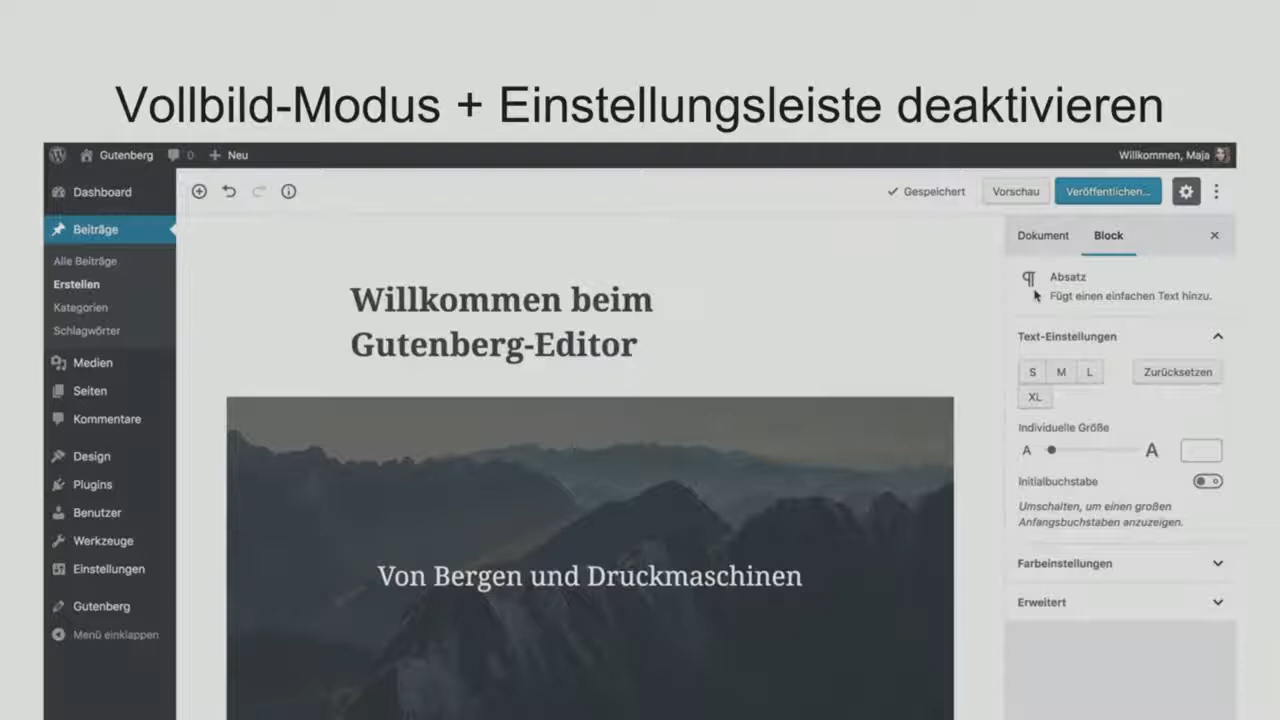 Vollbild-Modus + Einstellungsleiste deaktivieren
Gutenberg 0 Neu Willkommen, Maja
Dashboard
Gespeichert Vorschau Veröffentlichen...
Beiträge
Alle Beiträge
Erstellen
Kategorien
Schlagwörter
Medien
Seiten
Kommentare
Design
Plugins
Benutzer
Werkzeuge
Einstellungen
Gutenberg
Menü einklappen
Willkommen beim
Gutenberg-Editor
Von Bergen und Druckmaschinen
Dokument Block
Absatz
Fügt einen einfachen Text hinzu.
Text-Einstellungen
S M L Zurücksetzen
XL
Individuelle Größe
A A
Initialbuchstabe
Umschalten, um einen großen
Anfangsbuchstaben anzuzeigen.
Farbeinstellungen
Erweitert